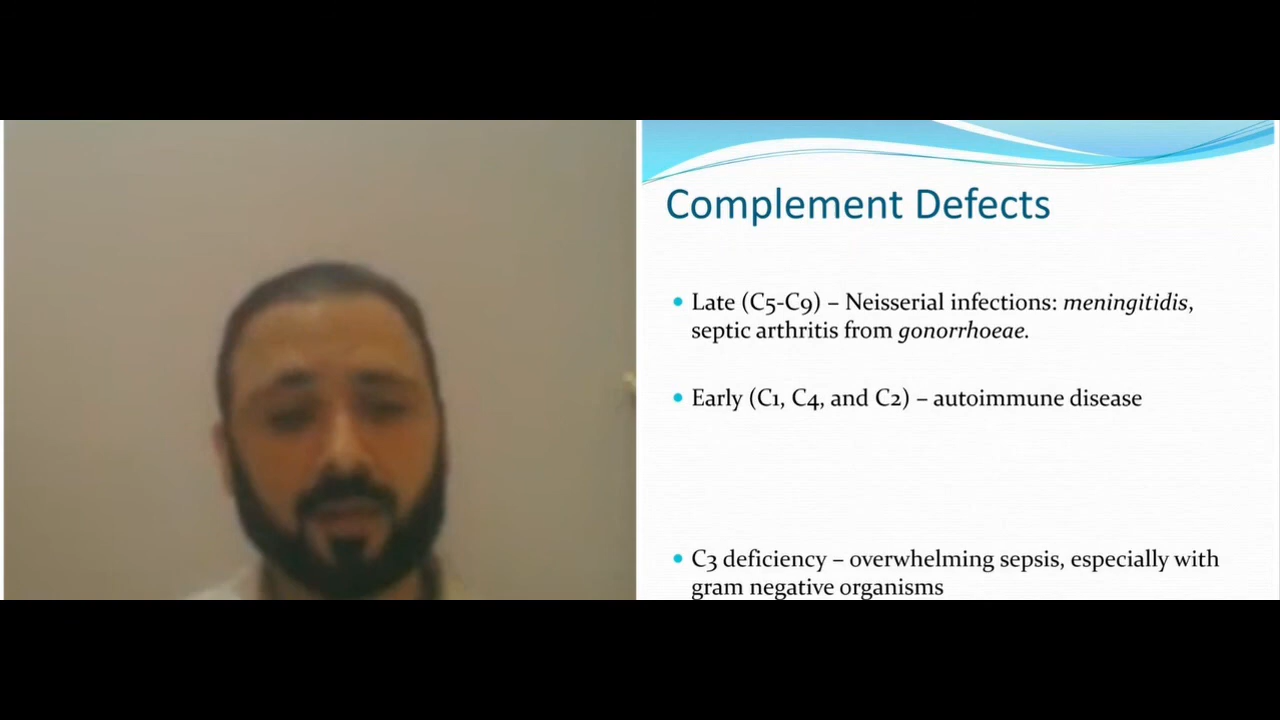 Complement Defects
• Late (C5-C9) – Neisserial infections: meningitidis,
septic arthritis from gonorrhoeae.
• Early (C1, C4, and C2) – autoimmune disease
• C3 deficiency – overwhelming sepsis, especially with
gram negative organisms